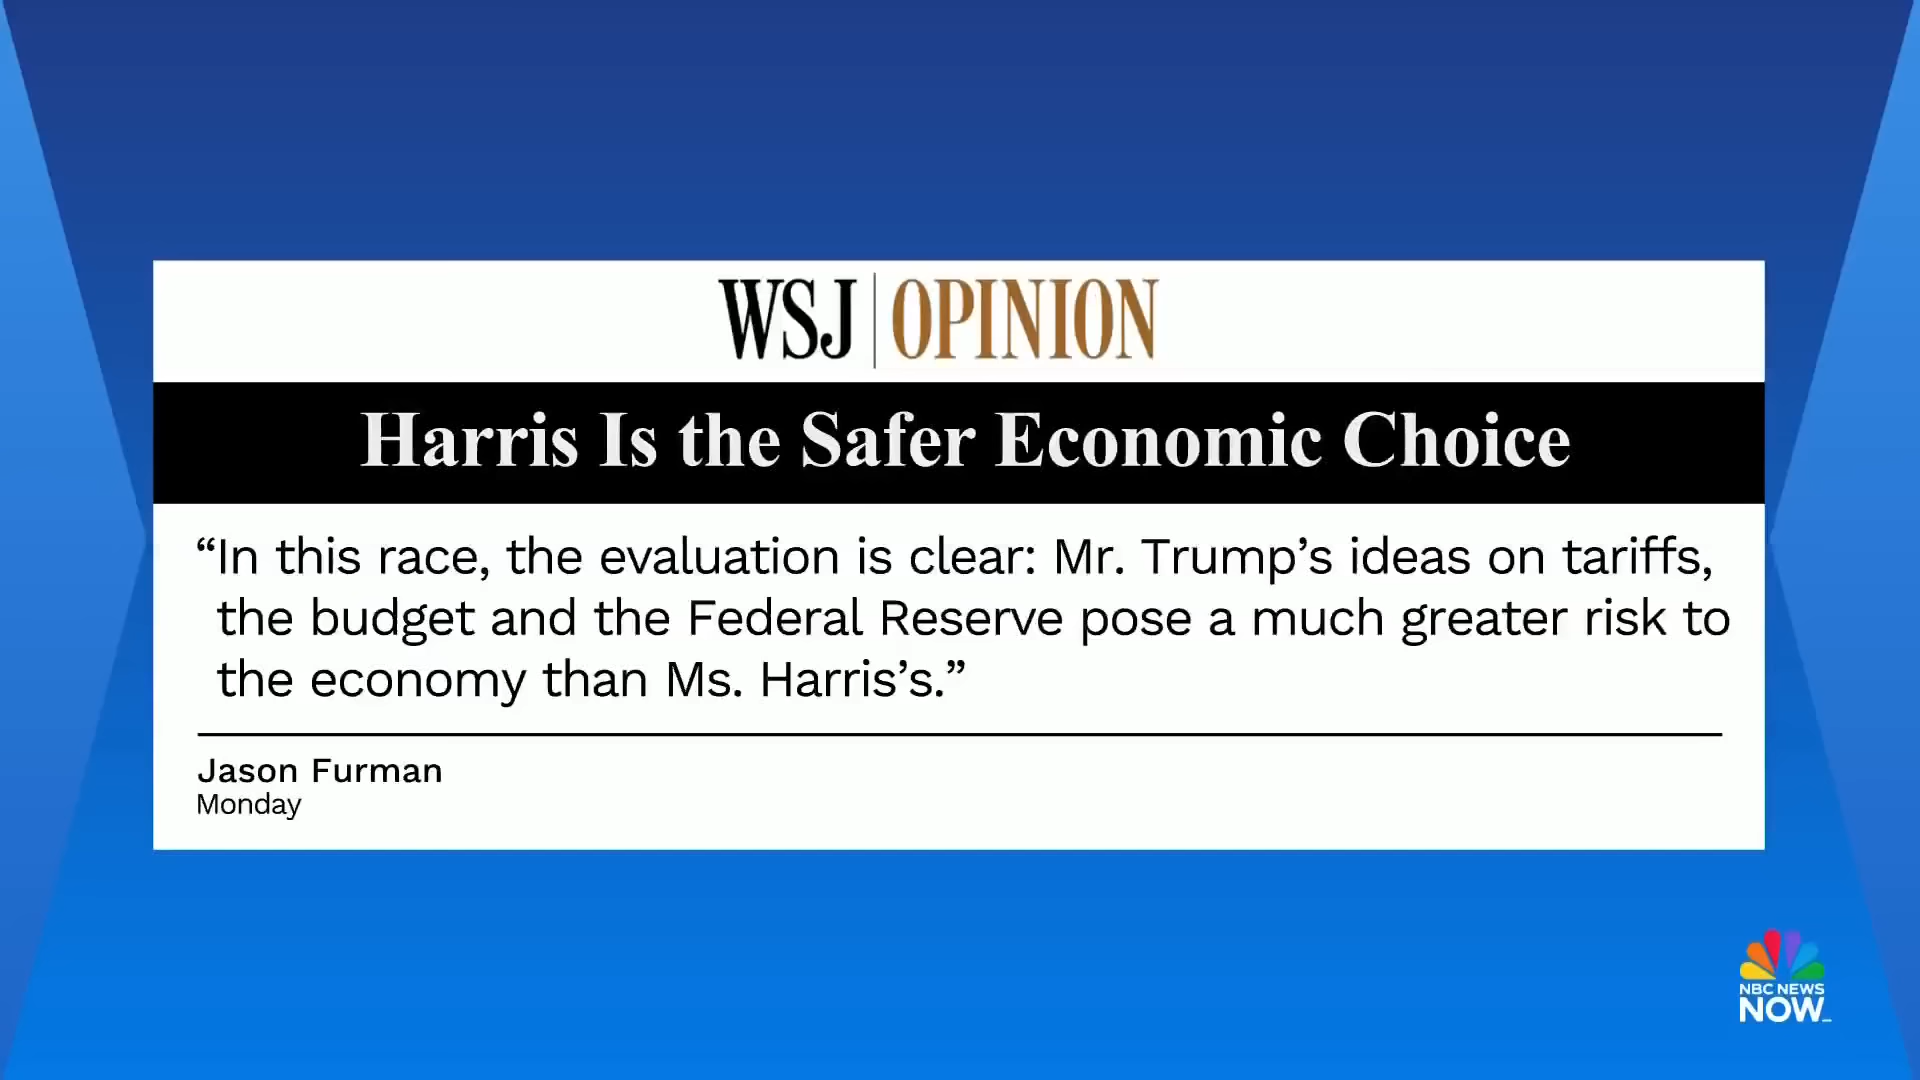 WSJ | OPINION
Harris Is the Safer Economic Choice
“In this race, the evaluation is clear: Mr. Trump’s ideas on tariffs,
the budget and the Federal Reserve pose a much greater risk to
the economy than Ms. Harris’s.”
Jason Furman
Monday
NBC NEWS
NOW_